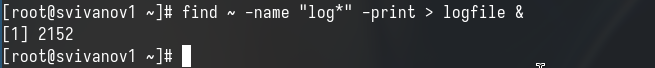 [root@svivanov1 ~]# find ~ -name "log*" -print > logfile &
[1] 2152
[root@svivanov1 ~]#